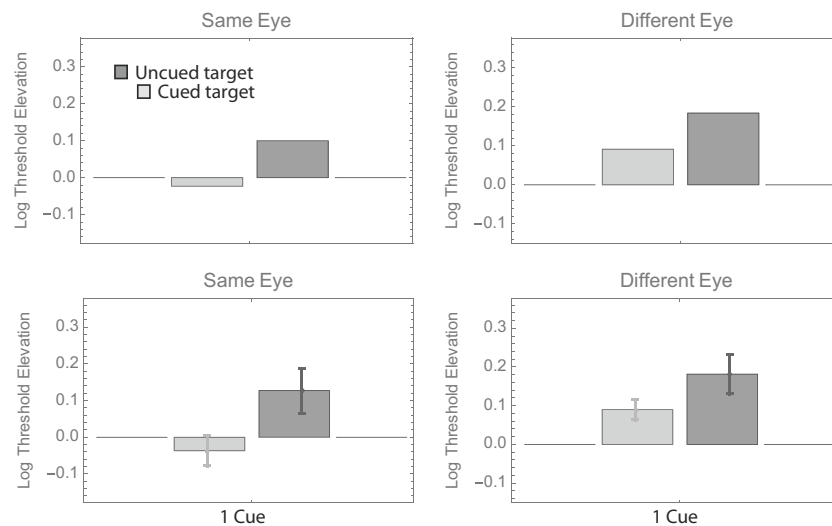 Same Eye
Log Threshold Elevation
0.3
0.2
0.1
0.0
−0.1
Uncued target
Cued target
Different Eye
Log Threshold Elevation
0.3
0.2
0.1
0.0
−0.1
Same Eye
Log Threshold Elevation
0.3
0.2
0.1
0.0
−0.1
1 Cue
Different Eye
Log Threshold Elevation
0.3
0.2
0.1
0.0
−0.1
1 Cue